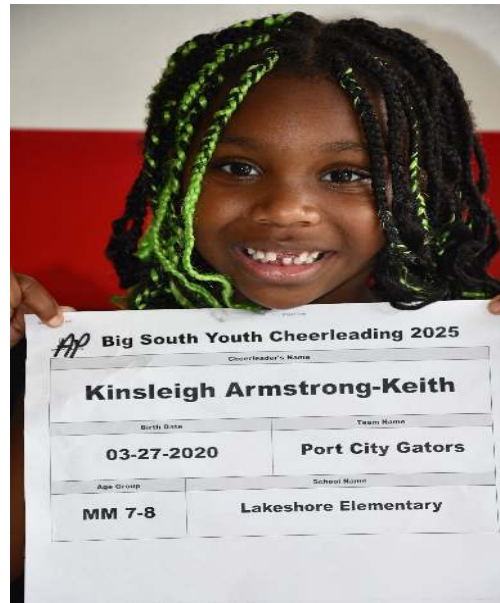 AP Big South Youth Cheerleading 2025
Cheerleader's Name
Kinsleigh Armstrong-Keith
Birth Date Team Name
03-27-2020 Port City Gators
Age Group School Name
MM 7-8 Lakeshore Elementary